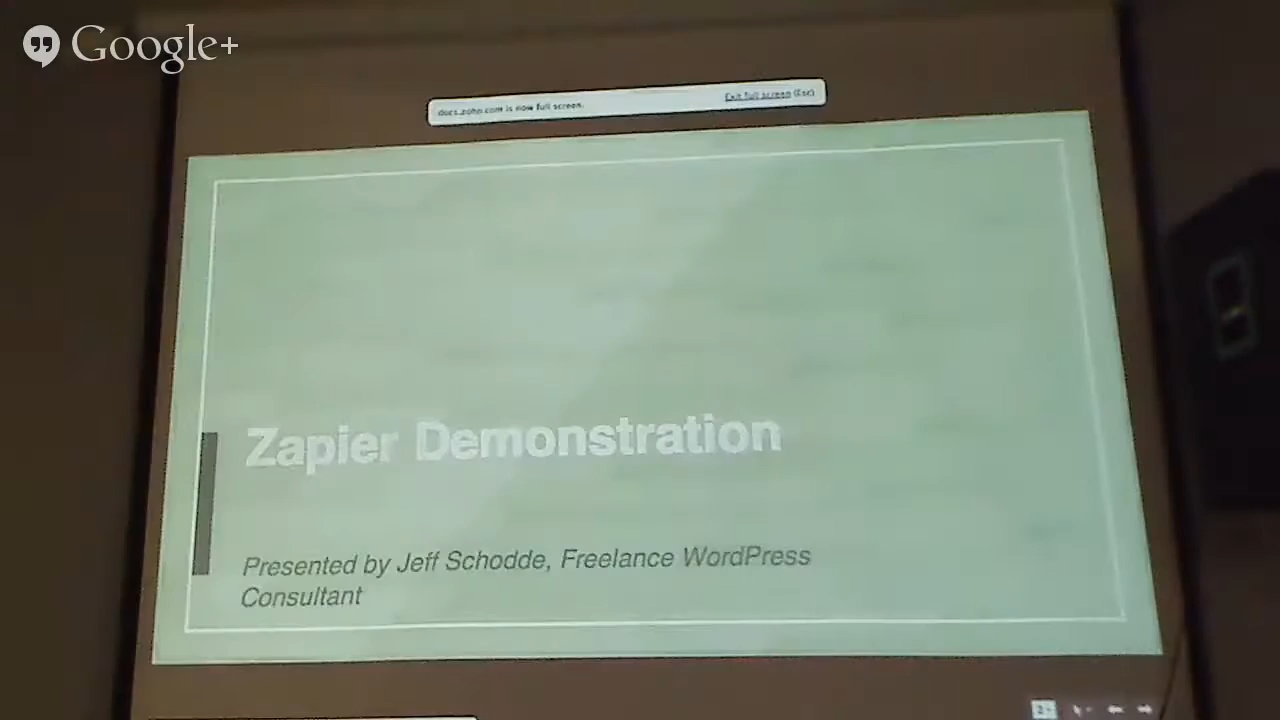 Google+
docs.zoho.com is now full screen.
Exit full screen (Esc)
Zapier Demonstration
Presented by Jeff Schodde, Freelance WordPress
Consultant